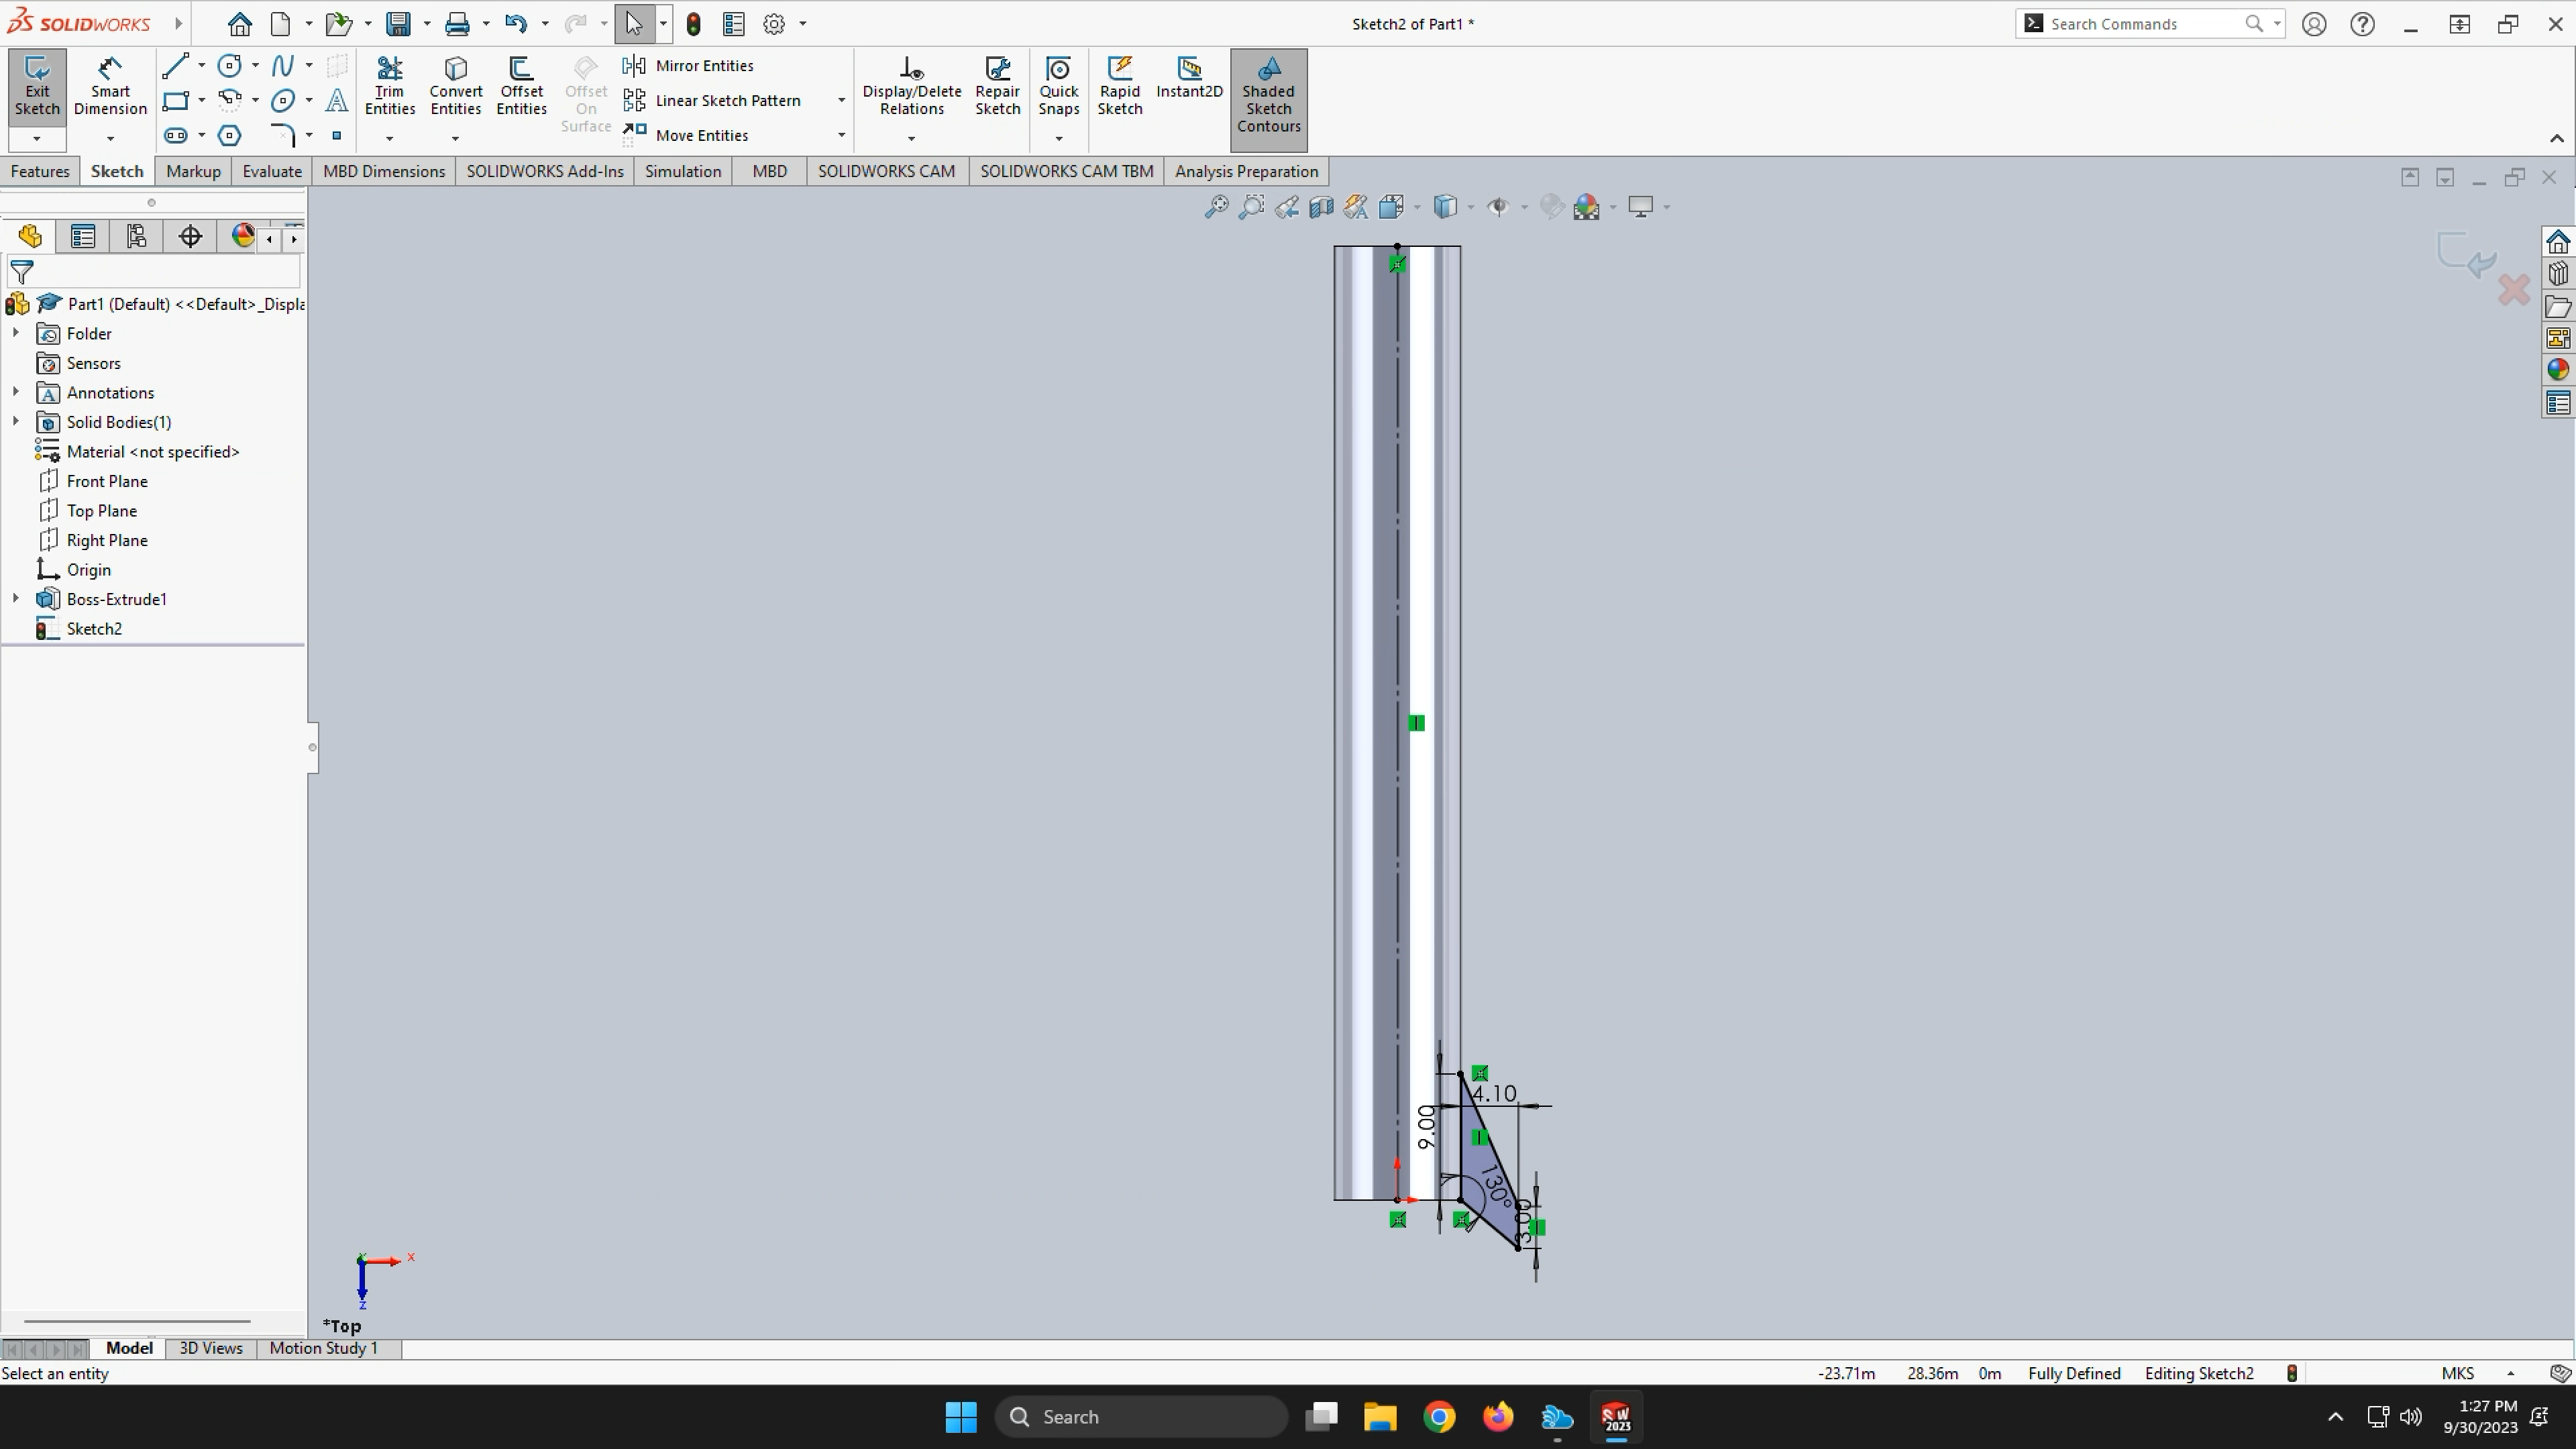 SOLIDWORKS
Sketch2 of Part1 *
Search Commands
Exit Sketch
Smart Dimension
Trim Entities
Convert Entities
Offset Entities
Offset On Surface
Mirror Entities
Linear Sketch Pattern
Move Entities
Display/Delete Relations
Repair Sketch
Quick Snaps
Rapid Sketch
Instant2D
Shaded Sketch Contours
Features
Sketch
Markup
Evaluate
MBD Dimensions
SOLIDWORKS Add-Ins
Simulation
MBD
SOLIDWORKS CAM
SOLIDWORKS CAM TBM
Analysis Preparation
Part1 (Default) <<Default>_Displa
Folder
Sensors
Annotations
Solid Bodies(1)
Material <not specified>
Front Plane
Top Plane
Right Plane
Origin
Boss-Extrude1
Sketch2
4.10
9.00
130°
3.00
x
z
*Top
Model
3D Views
Motion Study 1
Select an entity
-23.71m
28.36m
0m
Fully Defined
Editing Sketch2
MKS
Search
SW 2023
1:27 PM
9/30/2023